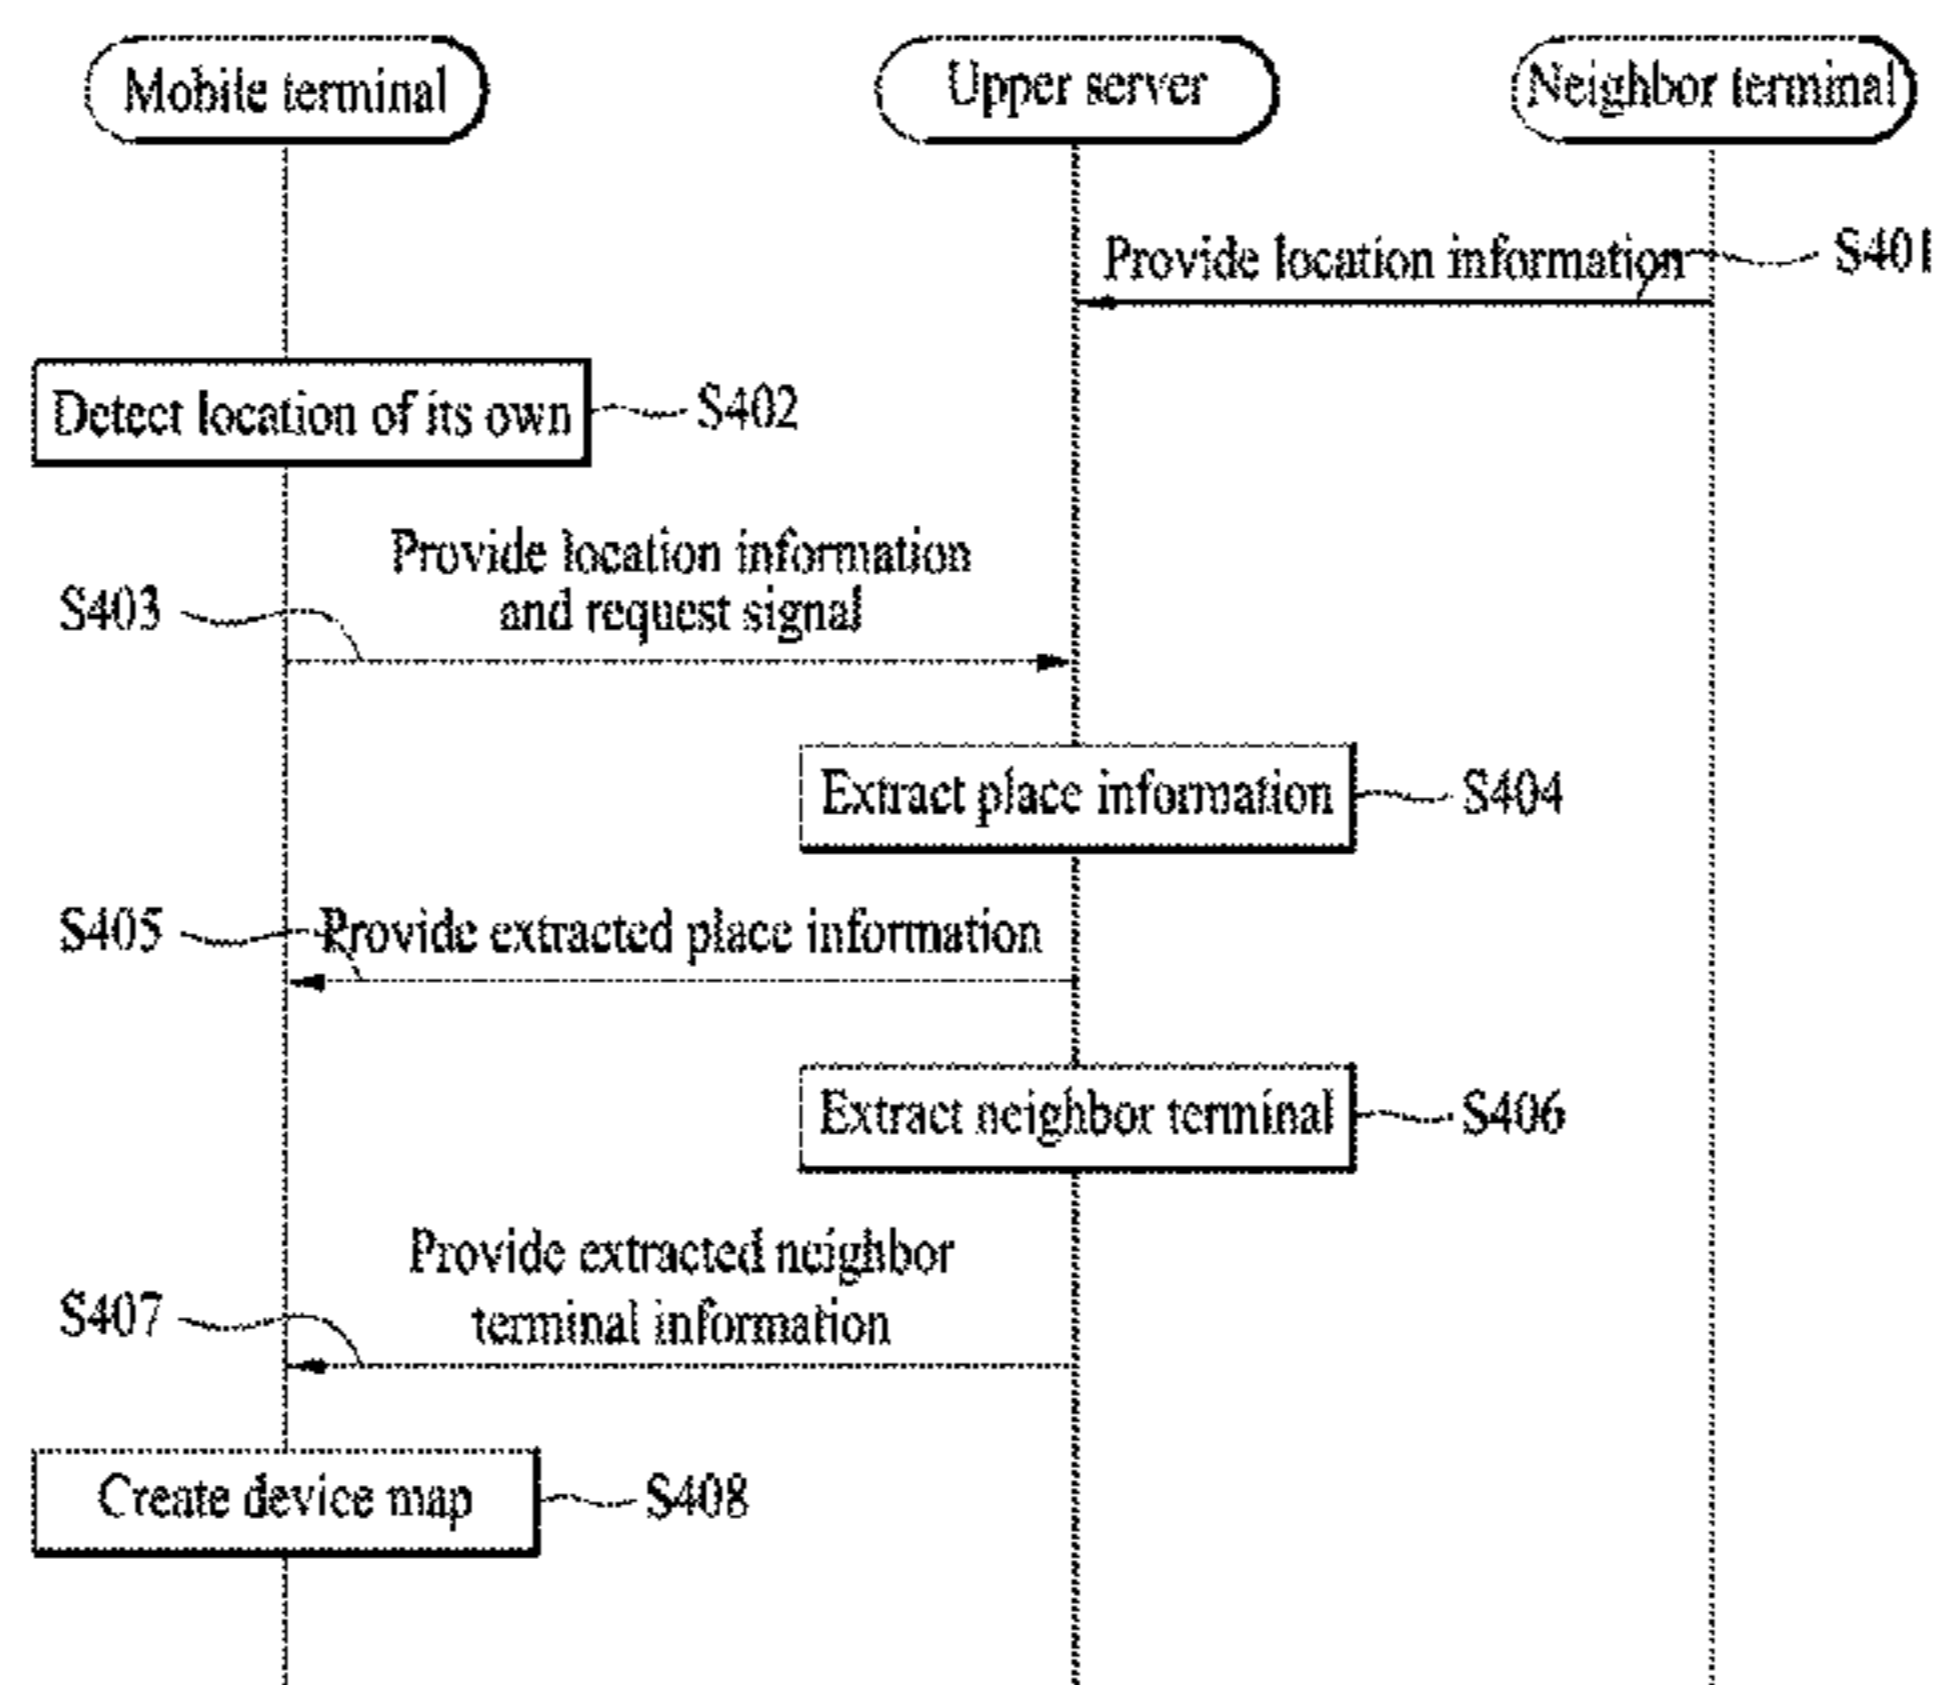 Mobile terminal
Upper server
Neighbor terminal
Provide location information
S401
Detect location of its own
S402
Provide location information
and request signal
S403
Extract place information
S404
S405
Provide extracted place information
Extract neighbor terminal
S406
Provide extracted neighbor
terminal information
S407
Create device map
S408